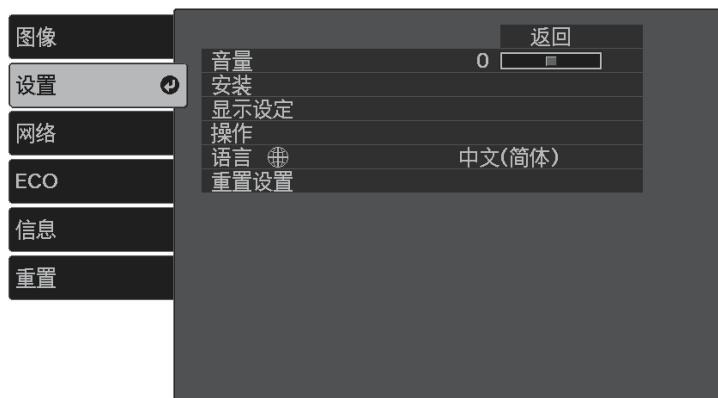 图像
设置
网络
ECO
信息
重置
返回
音量 0
安装
显示设定
操作
语言 中文(简体)
重置设置